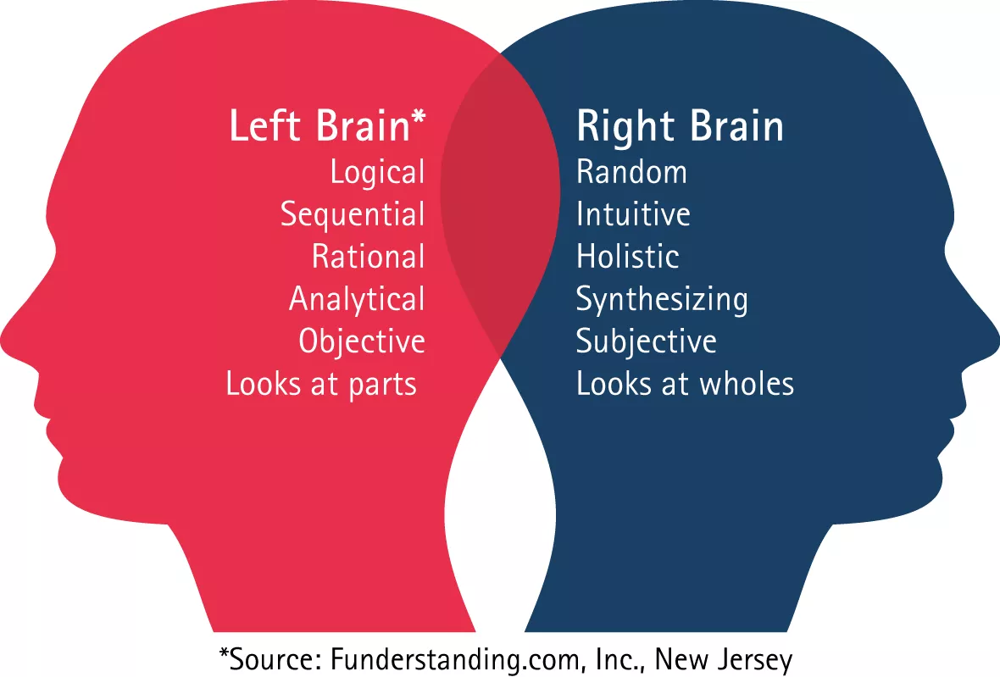 Left Brain*
Logical
Sequential
Rational
Analytical
Objective
Looks at parts
Right Brain
Random
Intuitive
Holistic
Synthesizing
Subjective
Looks at wholes
*Source: Funderstanding.com, Inc., New Jersey